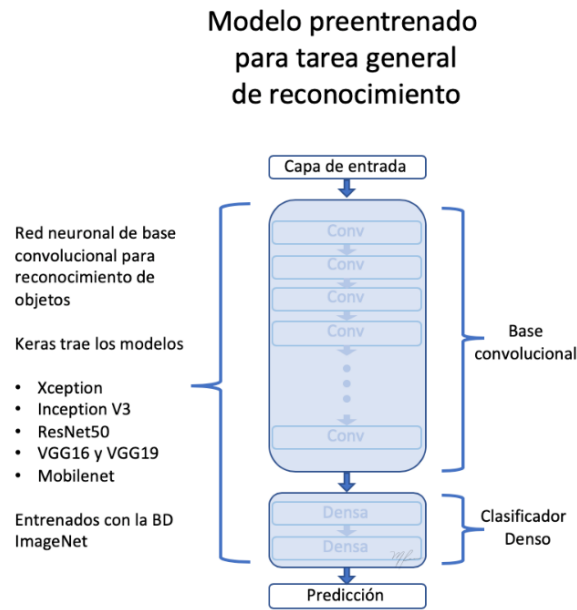 Modelo preentrenado
para tarea general
de reconocimiento
Capa de entrada
Red neuronal de base
convolucional para
reconocimiento de
objetos
Keras trae los modelos
• Xception
• Inception V3
• ResNet50
• VGG16 y VGG19
• Mobilenet
Entrenados con la BD
ImageNet
Conv
Conv
Conv
Conv
Conv
Base
convolucional
Densa
Densa
Clasificador
Denso
Predicción